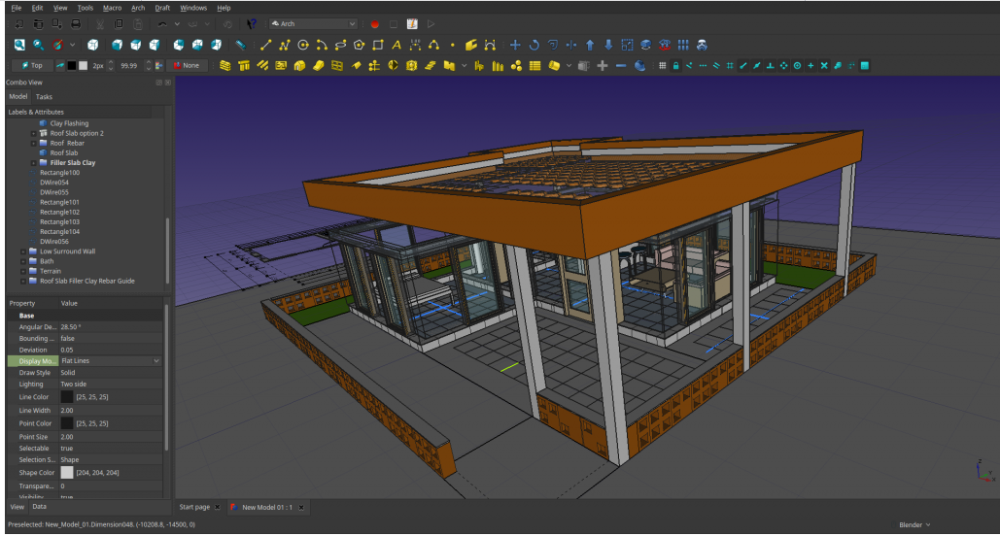 File Edit View Tools Macro Arch Draft Windows Help
Arch
Top 2px 99.99 None
Combo View
Model Tasks
Labels & Attributes
Clay Flashing
Roof Slab option 2
Roof Rebar
Roof Slab
Filler Slab Clay
Rectangle100
DWire054
DWire055
Rectangle101
Rectangle102
Rectangle103
Rectangle104
DWire056
Low Surround Wall
Bath
Terrain
Roof Slab Filler Clay Rebar Guide
Property Value
Base
Angular De... 28.50 °
Bounding ... false
Deviation 0.05
Display Mo... Flat Lines
Draw Style Solid
Lighting Two side
Line Color [25, 25, 25]
Line Width 2.00
Point Color [25, 25, 25]
Point Size 2.00
Selectable true
Selection S... Shape
Shape Color [204, 204, 204]
Transpare... 0
Visibility true
View Data
Start page New Model 01 : 1
Preselected: New_Model_01.Dimension048. (-10208.8, -14500, 0) Blender